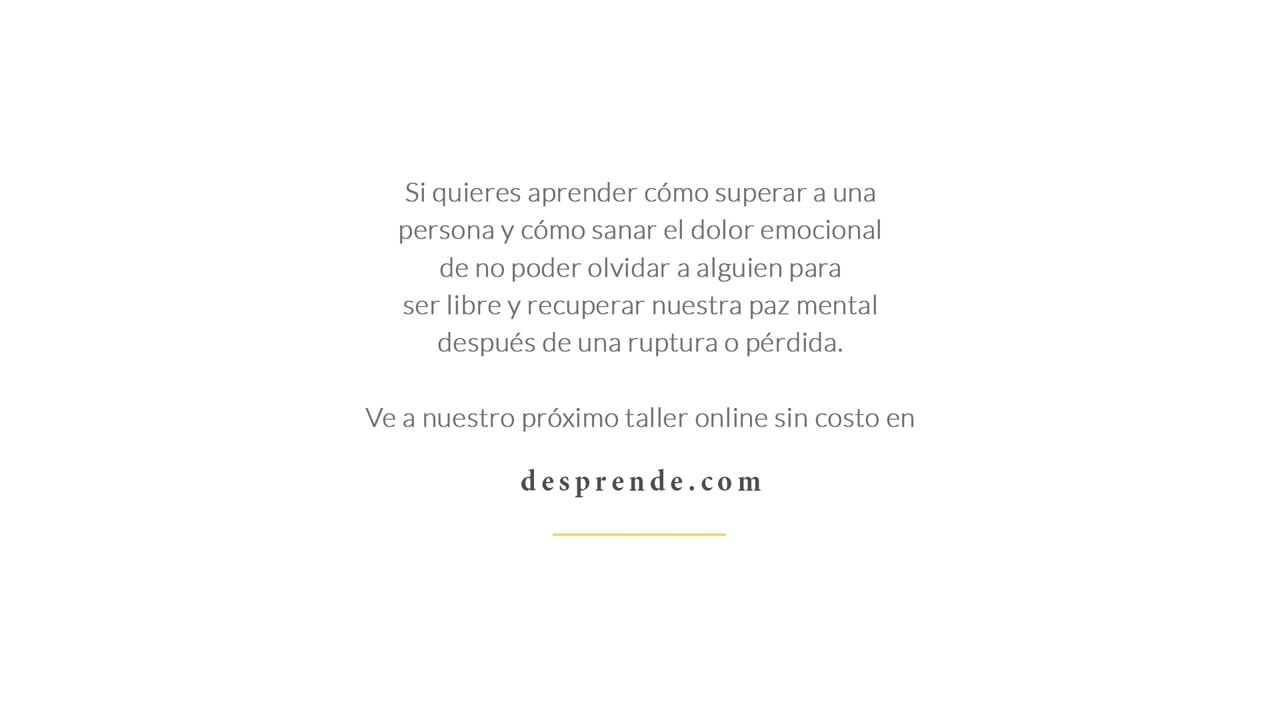 Si quieres aprender cómo superar a una
persona y cómo sanar el dolor emocional
de no poder olvidar a alguien para
ser libre y recuperar nuestra paz mental
después de una ruptura o pérdida.
Ve a nuestro próximo taller online sin costo en
desprende.com